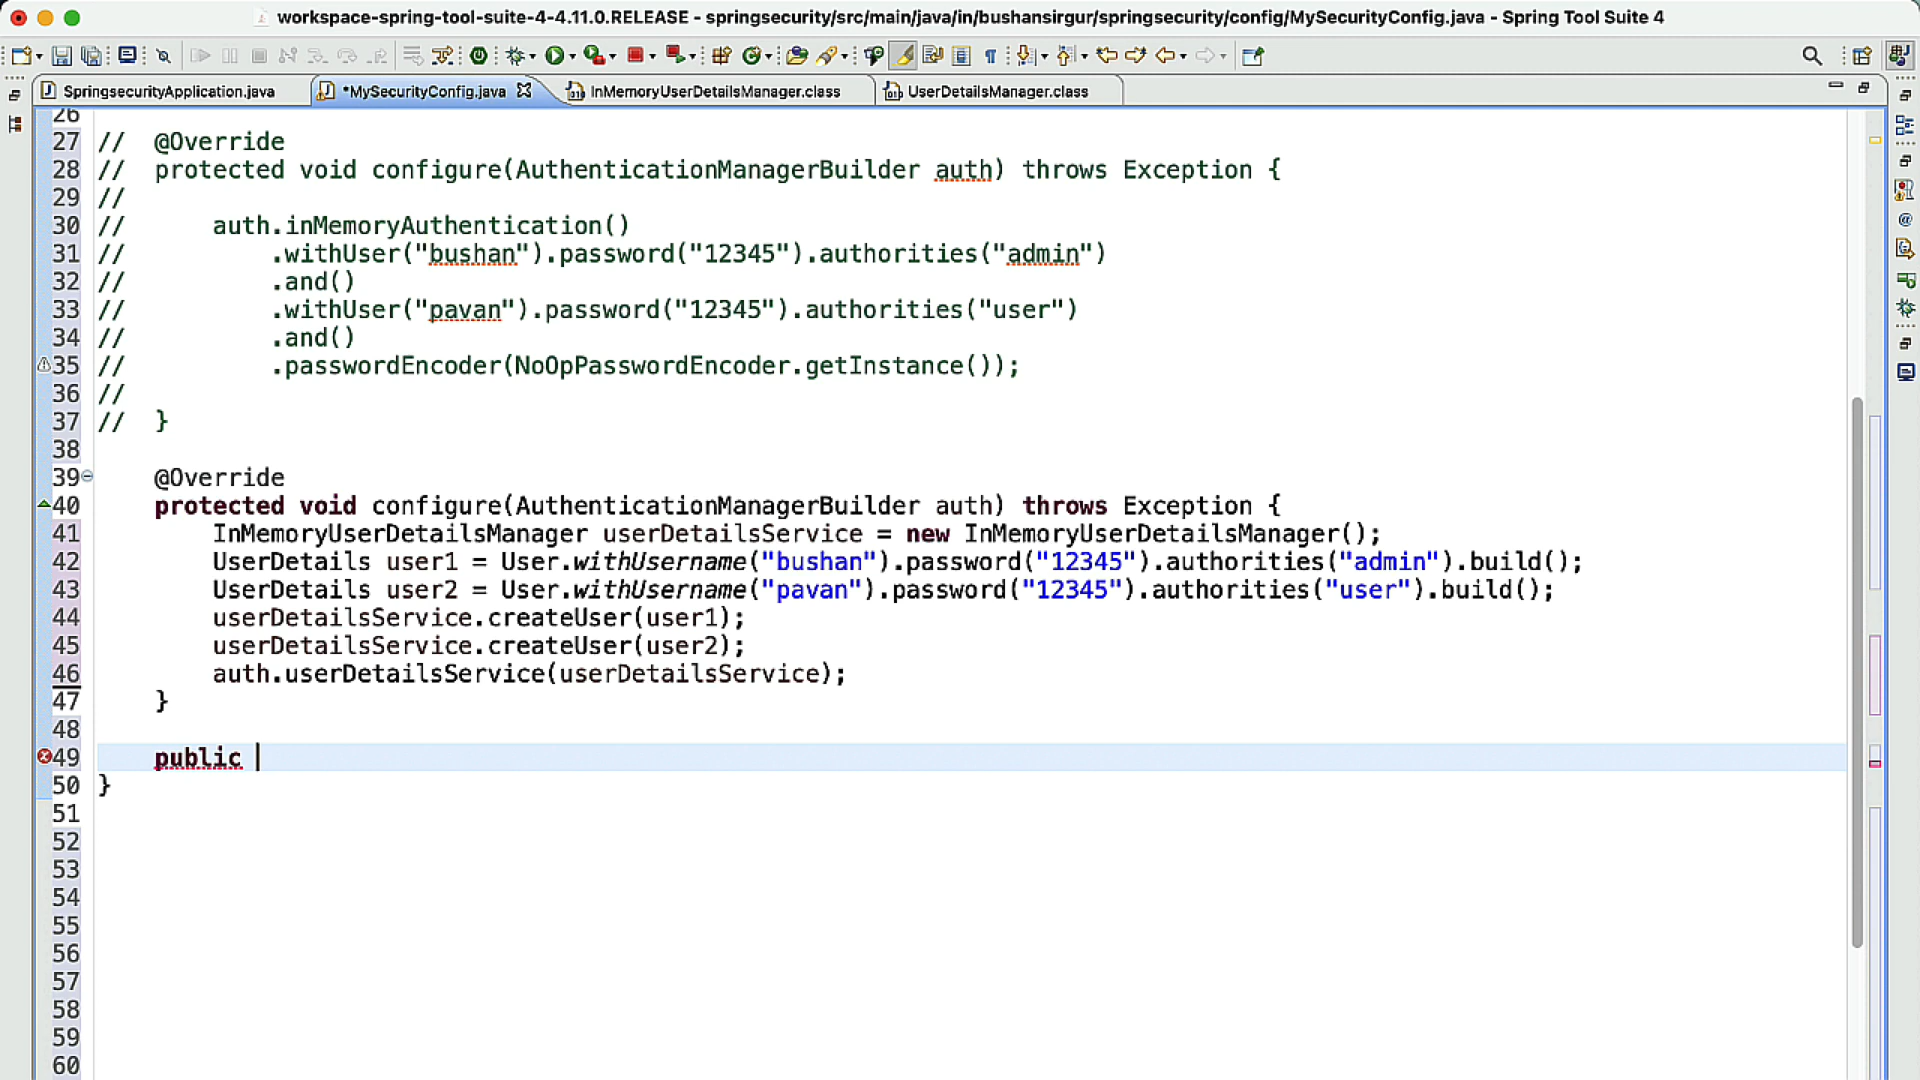 workspace-spring-tool-suite-4-4.11.0.RELEASE - springsecurity/src/main/java/in/bushansirgur/springsecurity/config/MySecurityConfig.java - Spring Tool Suite 4
SpringsecurityApplication.java
*MySecurityConfig.java
InMemoryUserDetailsManager.class
UserDetailsManager.class
26
27 // @Override
28 // protected void configure(AuthenticationManagerBuilder auth) throws Exception {
29 //
30 // auth.inMemoryAuthentication()
31 // .withUser("bushan").password("12345").authorities("admin")
32 // .and()
33 // .withUser("pavan").password("12345").authorities("user")
34 // .and()
35 // .passwordEncoder(NoOpPasswordEncoder.getInstance());
36 //
37 // }
38
39 @Override
40 protected void configure(AuthenticationManagerBuilder auth) throws Exception {
41 InMemoryUserDetailsManager userDetailsService = new InMemoryUserDetailsManager();
42 UserDetails user1 = User.withUsername("bushan").password("12345").authorities("admin").build();
43 UserDetails user2 = User.withUsername("pavan").password("12345").authorities("user").build();
44 userDetailsService.createUser(user1);
45 userDetailsService.createUser(user2);
46 auth.userDetailsService(userDetailsService);
47 }
48
49 public
50 }
51
52
53
54
55
56
57
58
59
60